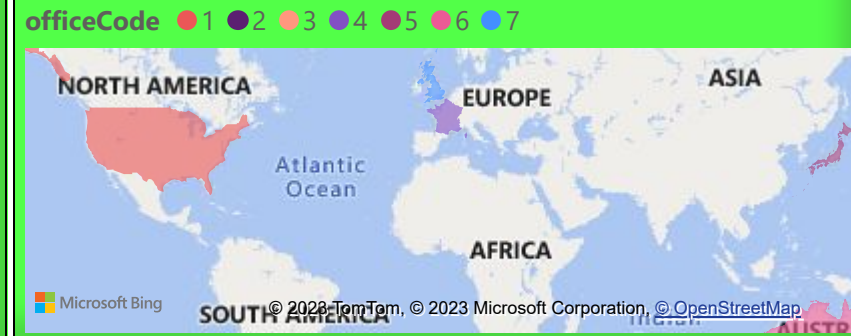 officeCode 1 2 3 4 5 6 7
NORTH AMERICA
ASIA
EUROPE
Atlantic
Ocean
AFRICA
Microsoft Bing
SOUTH AMERICA
© 2023 TomTom, © 2023 Microsoft Corporation, © OpenStreetMap
AUSTR